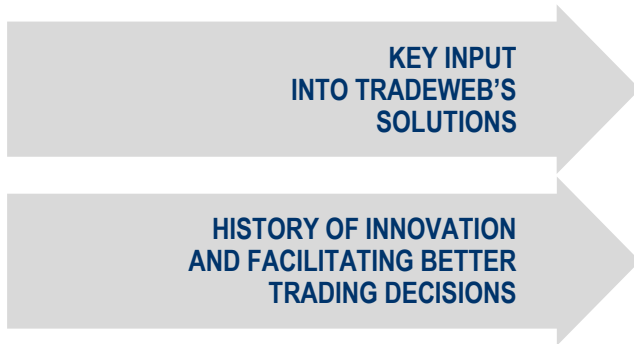 KEY INPUT
INTO TRADEWEB’S
SOLUTIONS
HISTORY OF INNOVATION
AND FACILITATING BETTER
TRADING DECISIONS